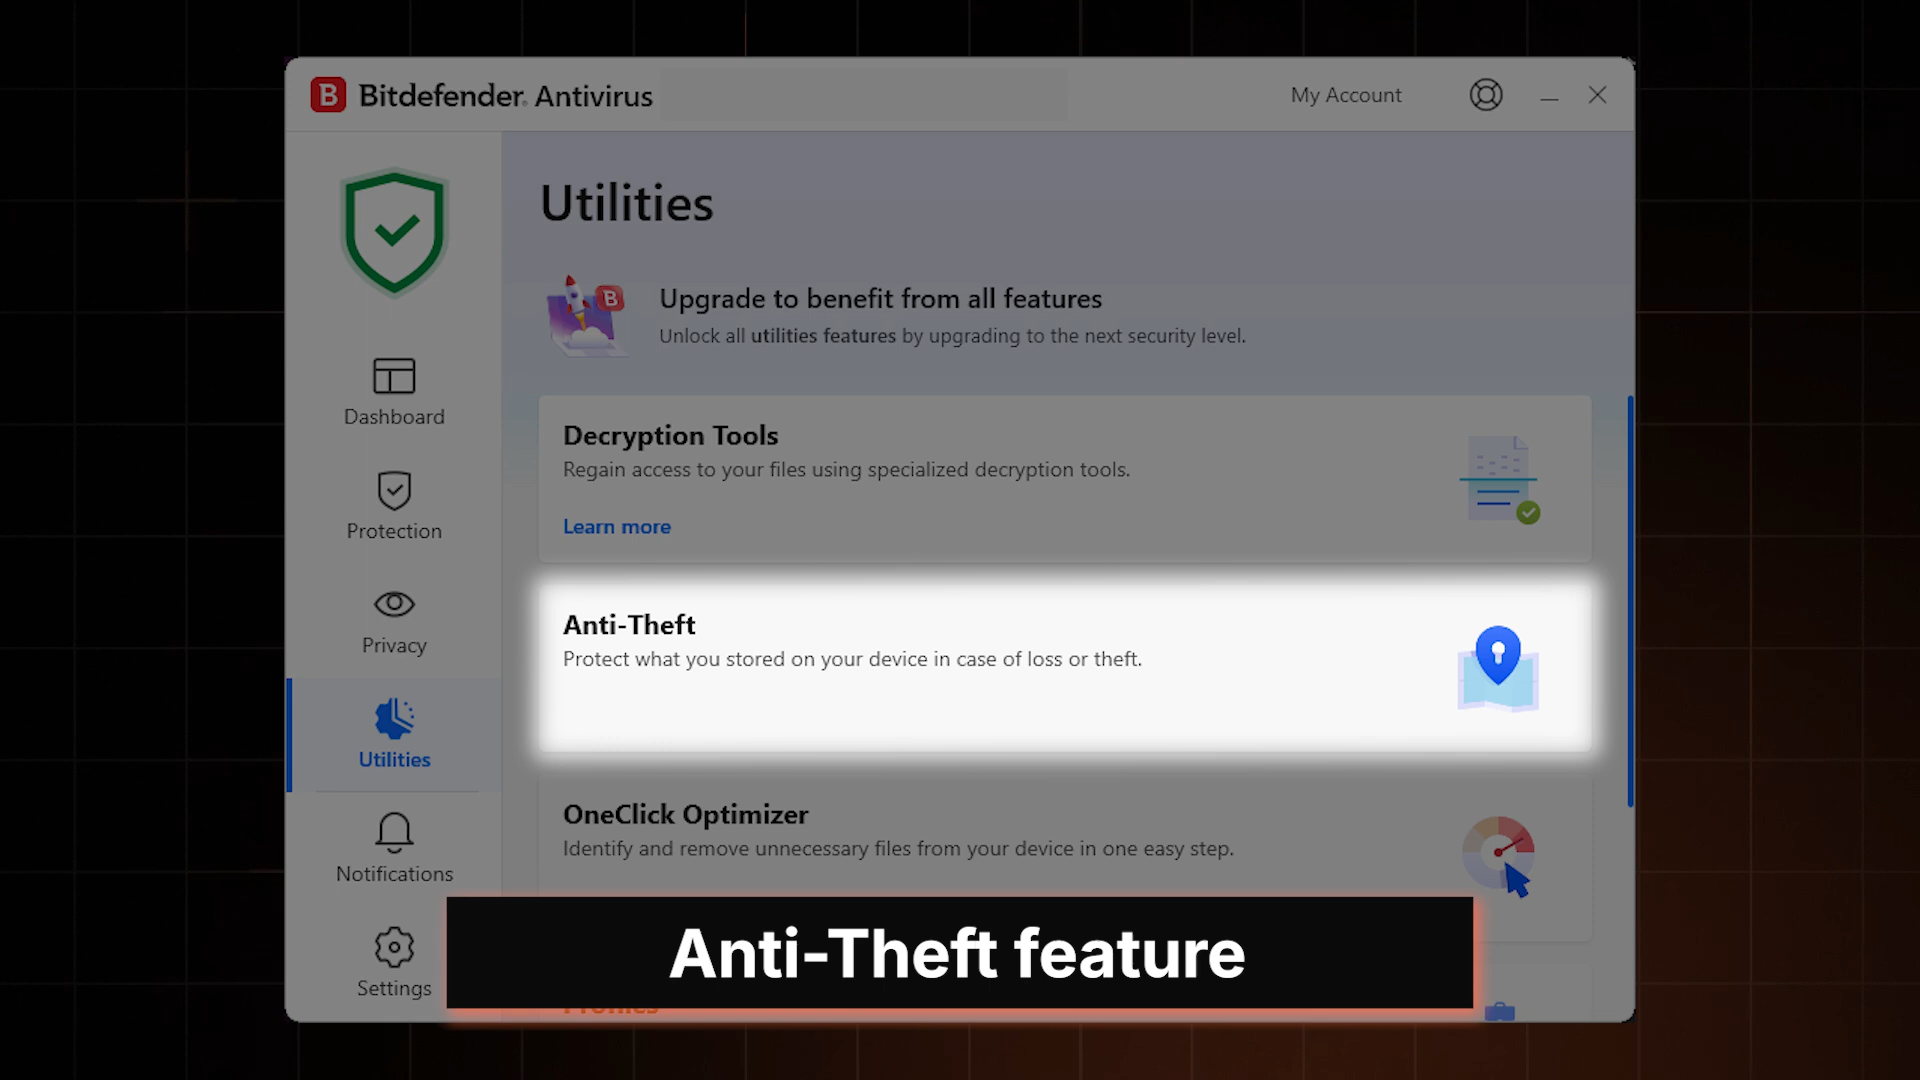 Bitdefender Antivirus
My Account
Utilities
Upgrade to benefit from all features
Unlock all utilities features by upgrading to the next security level.
Dashboard
Protection
Privacy
Utilities
Notifications
Settings
Decryption Tools
Regain access to your files using specialized decryption tools.
Learn more
Anti-Theft
Protect what you stored on your device in case of loss or theft.
OneClick Optimizer
Identify and remove unnecessary files from your device in one easy step.
Anti-Theft feature